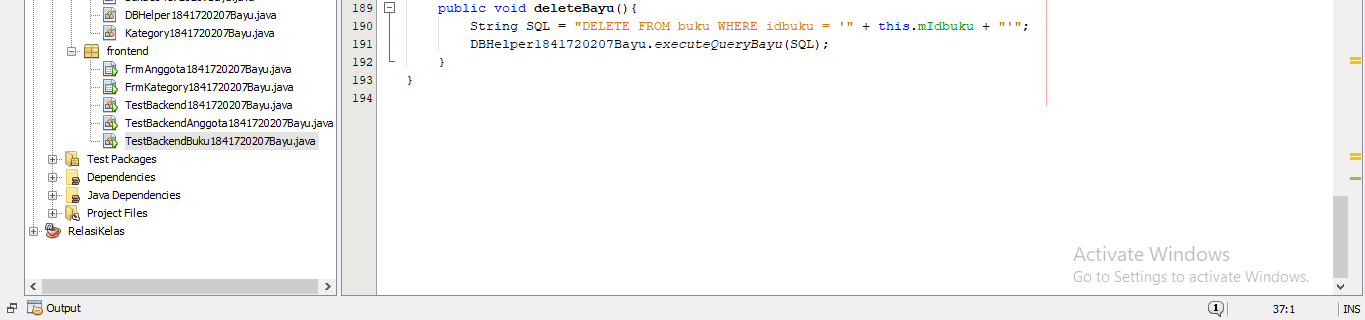 DBHelper1841720207Bayu.java
Kategory1841720207Bayu.java
frontend
FrmAnggota1841720207Bayu.java
FrmKategory1841720207Bayu.java
TestBackend1841720207Bayu.java
TestBackendAnggota1841720207Bayu.java
TestBackendBuku1841720207Bayu.java
Test Packages
Dependencies
Java Dependencies
Project Files
RelasiKelas
189 public void deleteBayu(){
190 String SQL = "DELETE FROM buku WHERE idbuku = '" + this.mIdbuku + "'";
191 DBHelper1841720207Bayu.executeQueryBayu(SQL);
192 }
193 }
194
Activate Windows
Go to Settings to activate Windows.
Output
1
37:1
INS